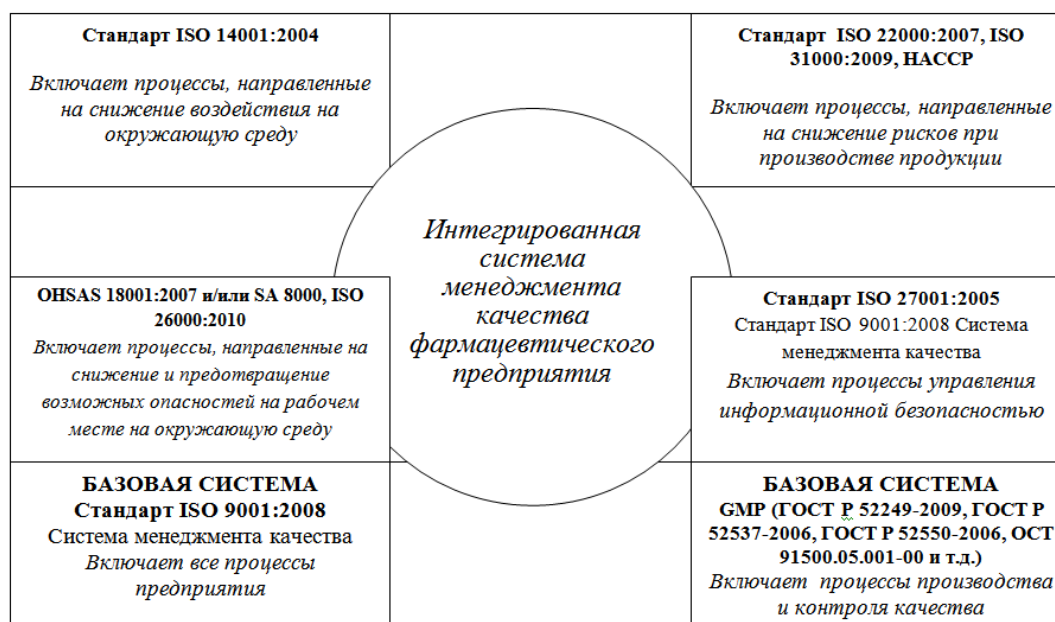 Стандарт ISO 14001:2004
Включает процессы, направленные
на снижение воздействия на
окружающую среду
Стандарт ISO 22000:2007, ISO
31000:2009, НАССР
Включает процессы, направленные
на снижение рисков при
производстве продукции
Интегрированная
система
менеджмента
качества
фармацевтического
предприятия
OHSAS 18001:2007 и/или SA 8000, ISO
26000:2010
Включает процессы, направленные на
снижение и предотвращение
возможных опасностей на рабочем
месте на окружающую среду
Стандарт ISO 27001:2005
Стандарт ISO 9001:2008 Система
менеджмента качества
Включает процессы управления
информационной безопасностью
БАЗОВАЯ СИСТЕМА
Стандарт ISO 9001:2008
Система менеджмента качества
Включает все процессы
предприятия
БАЗОВАЯ СИСТЕМА
GMP (ГОСТ Р 52249-2009, ГОСТ Р
52537-2006, ГОСТ Р 52550-2006, ОСТ
91500.05.001-00 и т.д.)
Включает процессы производства
и контроля качества